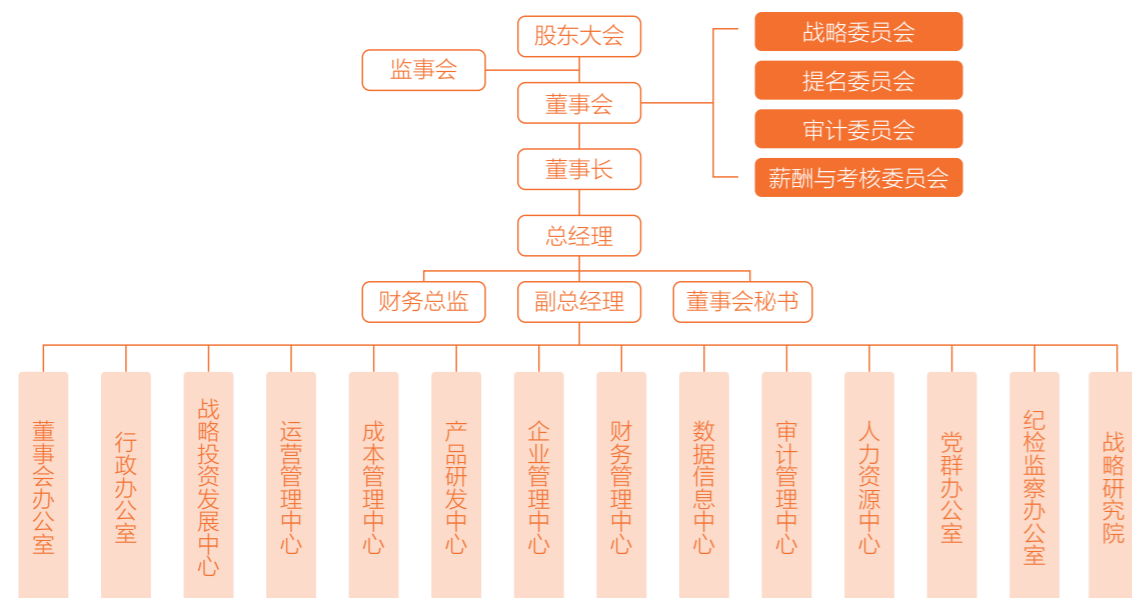 股东大会
监事会
董事会
战略委员会
提名委员会
审计委员会
薪酬与考核委员会
董事长
总经理
财务总监
副总经理
董事会秘书
董事会办公室
行政办公室
战略投资发展中心
运营管理中心
成本管理中心
产品研发中心
企业管理中心
财务管理中心
数据信息中心
审计管理中心
人力资源中心
党群办公室
纪检监察办公室
战略研究院